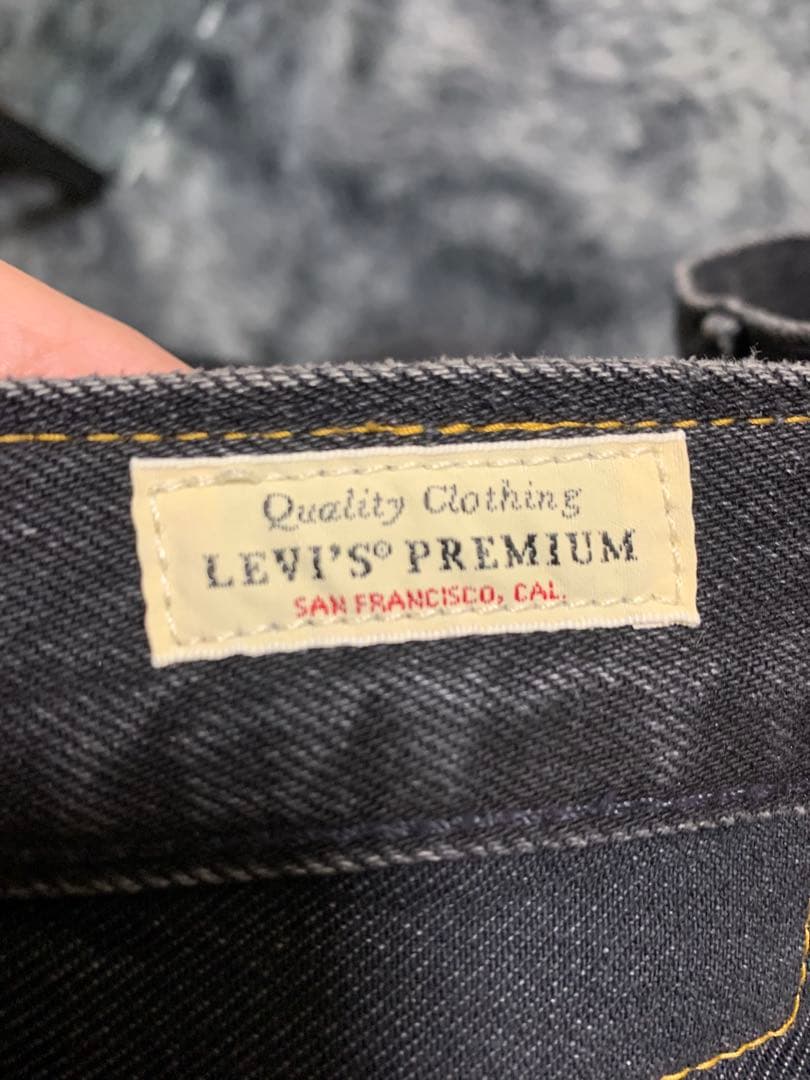 Quality Clothing
LEVI'S® PREMIUM
SAN FRANCISCO, CAL.